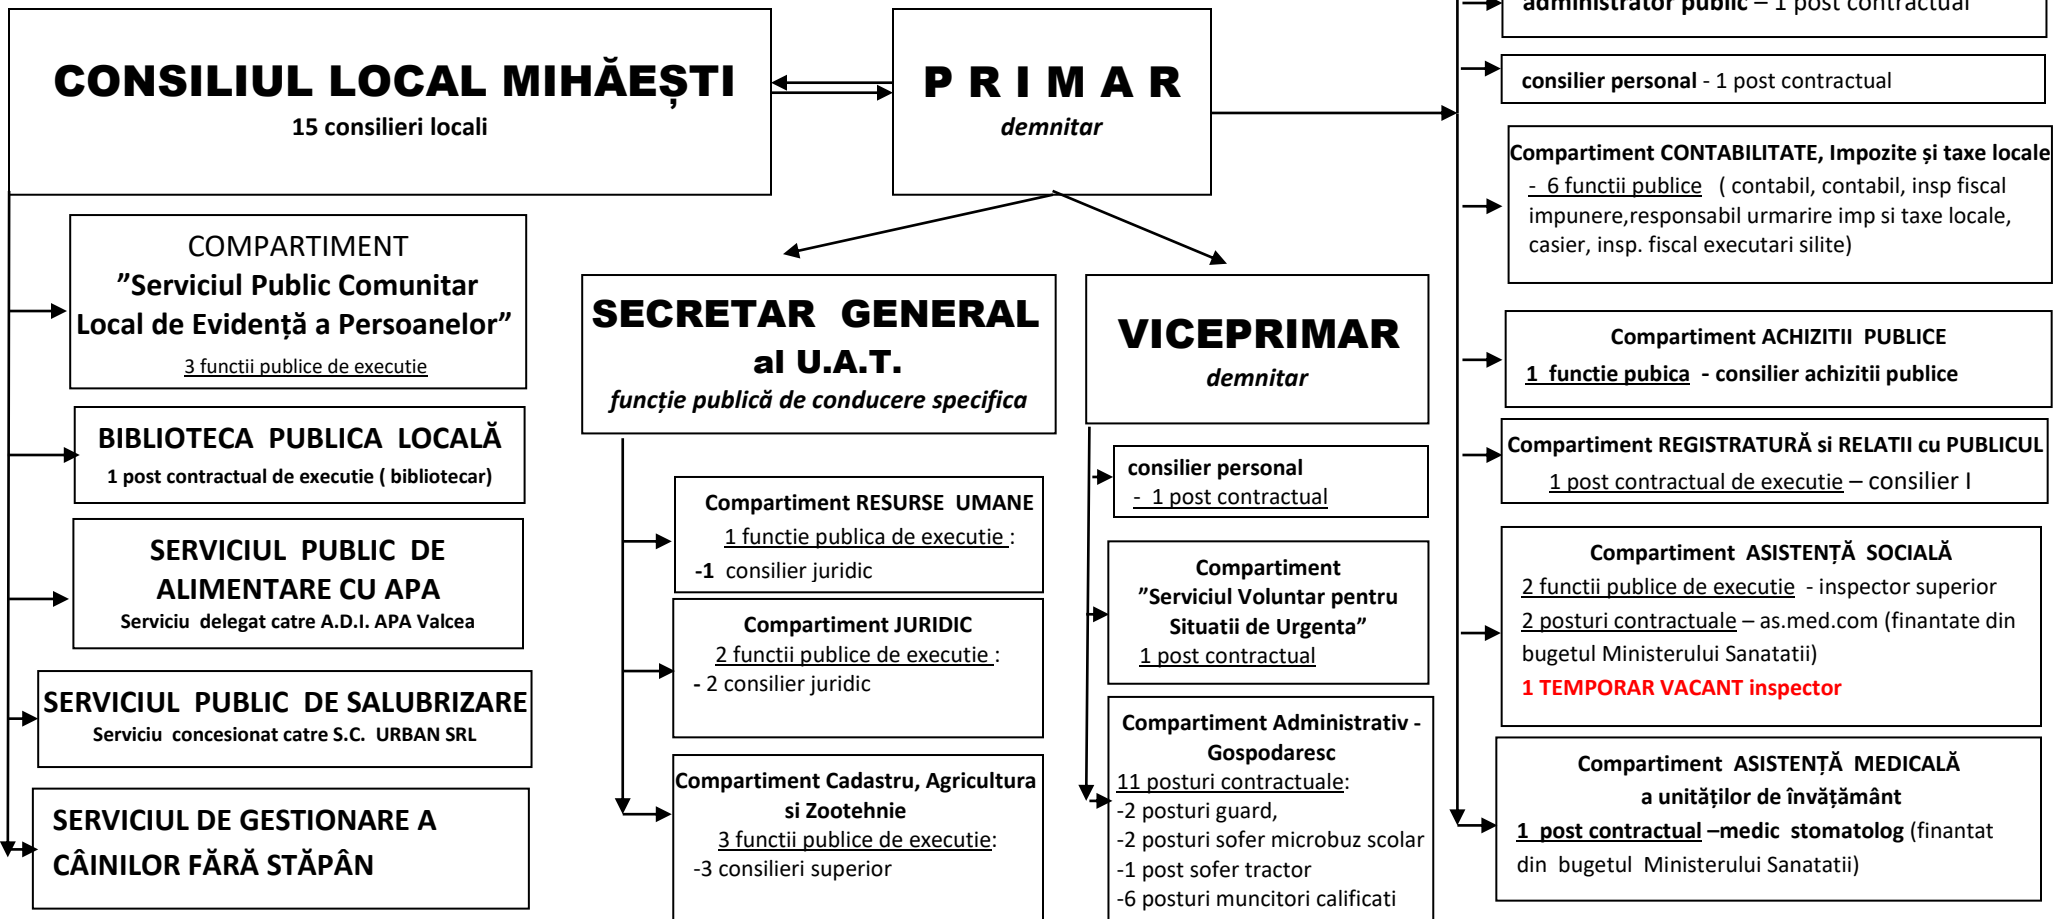 CONSILIUL LOCAL MIHĂEȘTI
15 consilieri locali
P R I M A R
demnitar
administrator public – 1 post contractual
consilier personal - 1 post contractual
Compartiment CONTABILITATE, Impozite și taxe locale
- 6 functii publice ( contabil, contabil, insp fiscal
impunere,responsabil urmarire imp si taxe locale,
casier, insp. fiscal executari silite)
COMPARTIMENT
”Serviciul Public Comunitar
Local de Evidență a Persoanelor”
3 functii publice de executie
SECRETAR GENERAL
al U.A.T.
funcție publică de conducere specifica
VICEPRIMAR
demnitar
Compartiment ACHIZITII PUBLICE
1 functie pubica - consilier achizitii publice
BIBLIOTECA PUBLICA LOCALĂ
1 post contractual de executie ( bibliotecar)
Compartiment RESURSE UMANE
1 functie publica de executie :
-1 consilier juridic
consilier personal
- 1 post contractual
Compartiment REGISTRATURĂ si RELATII cu PUBLICUL
1 post contractual de executie – consilier I
SERVICIUL PUBLIC DE
ALIMENTARE CU APA
Serviciu delegat catre A.D.I. APA Valcea
Compartiment JURIDIC
2 functii publice de executie :
- 2 consilier juridic
Compartiment
”Serviciul Voluntar pentru
Situatii de Urgenta”
1 post contractual
Compartiment ASISTENȚĂ SOCIALĂ
2 functii publice de executie - inspector superior
2 posturi contractuale – as.med.com (finantate din
bugetul Ministerului Sanatatii)
1 TEMPORAR VACANT inspector
SERVICIUL PUBLIC DE SALUBRIZARE
Serviciu concesionat catre S.C. URBAN SRL
Compartiment Cadastru, Agricultura
si Zootehnie
3 functii publice de executie:
-3 consilieri superior
Compartiment Administrativ -
Gospodaresc
11 posturi contractuale:
-2 posturi guard,
-2 posturi sofer microbuz scolar
-1 post sofer tractor
-6 posturi muncitori calificati
Compartiment ASISTENȚĂ MEDICALĂ
a unităților de învățământ
1 post contractual –medic stomatolog (finantat
din bugetul Ministerului Sanatatii)
SERVICIUL DE GESTIONARE A
CÂINILOR FĂRĂ STĂPÂN